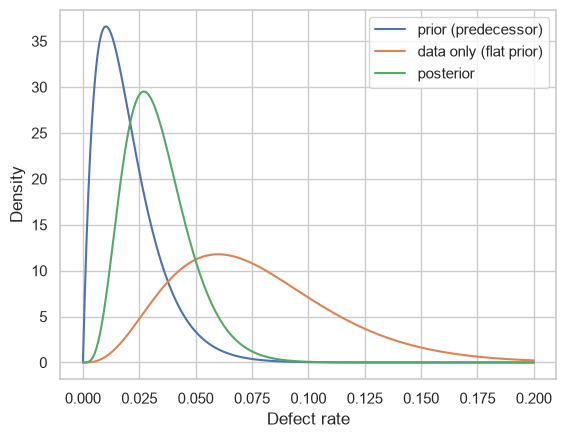 prior (predecessor)
data only (flat prior)
posterior
35
30
25
20
15
10
5
0
Density
0.000 0.025 0.050 0.075 0.100 0.125 0.150 0.175 0.200
Defect rate